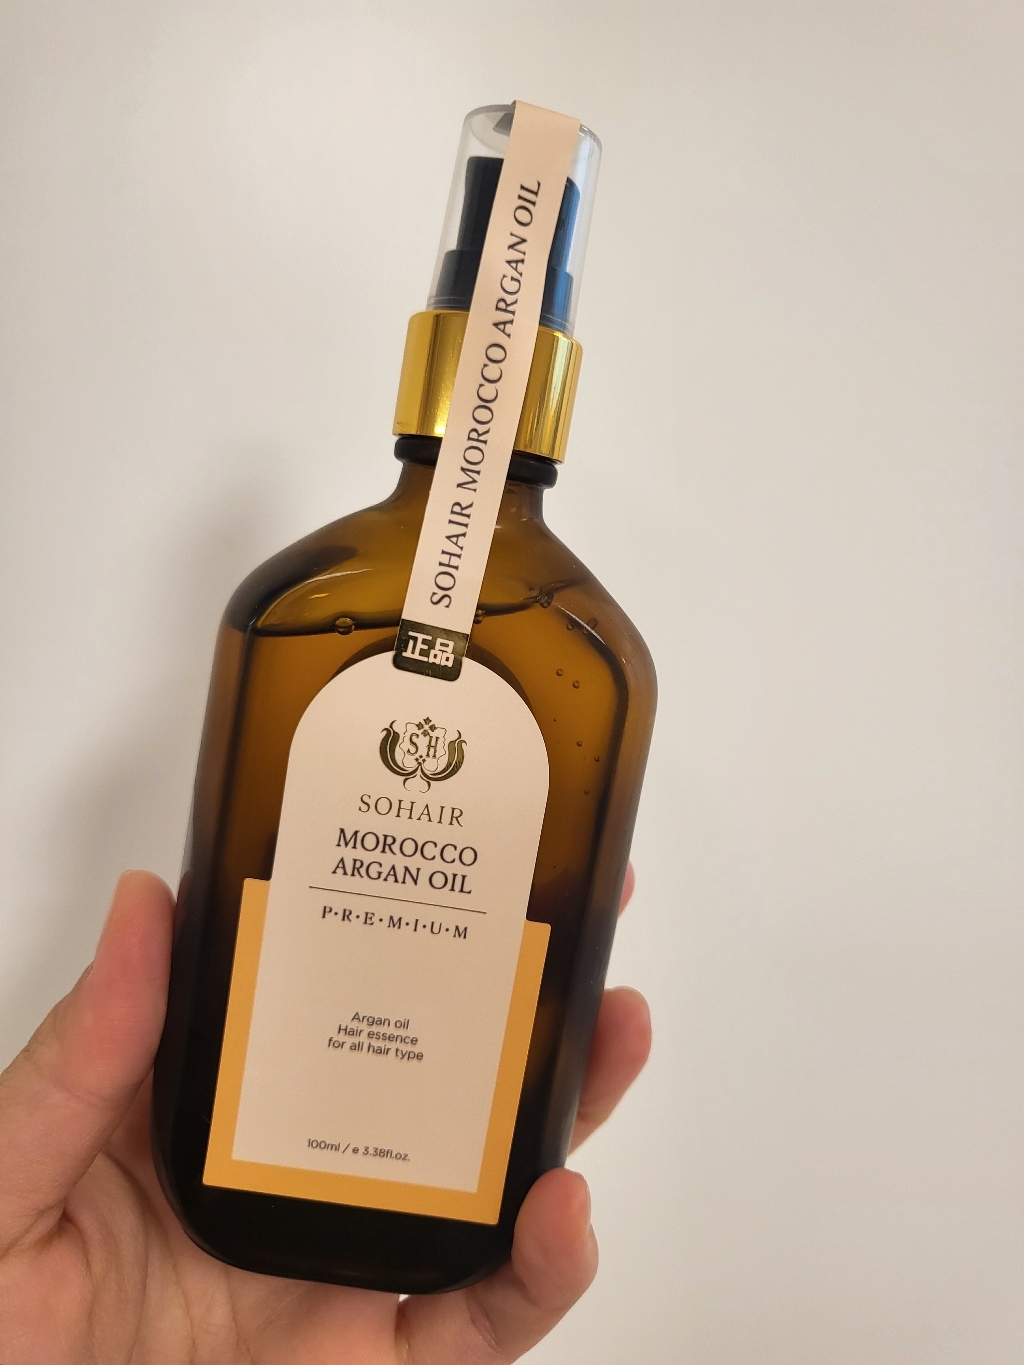 SOHAIR MOROCCO ARGAN OIL
正品
S H
SOHAIR
MOROCCO
ARGAN OIL
P·R·E·M·I·U·M
Argan oil
Hair essence
for all hair type
100ml / e 3.38fl.oz.